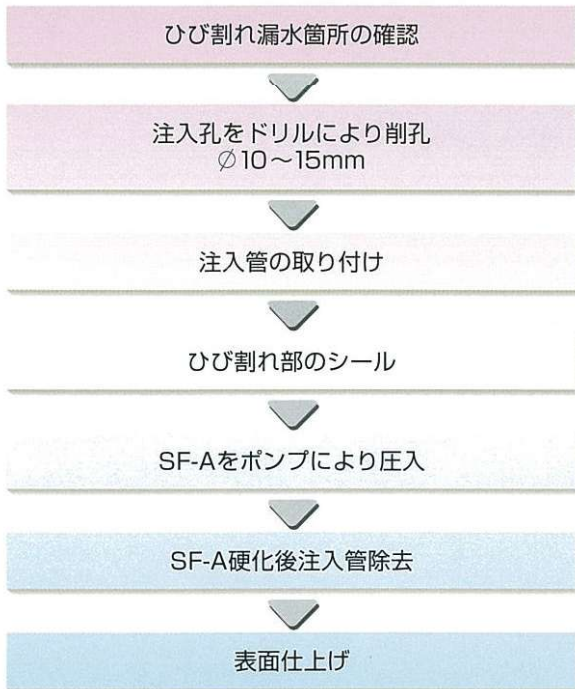 ひび割れ漏水箇所の確認
注入孔をドリルにより削孔
∅10～15mm
注入管の取り付け
ひび割れ部のシール
SF-Aをポンプにより圧入
SF-A硬化後注入管除去
表面仕上げ